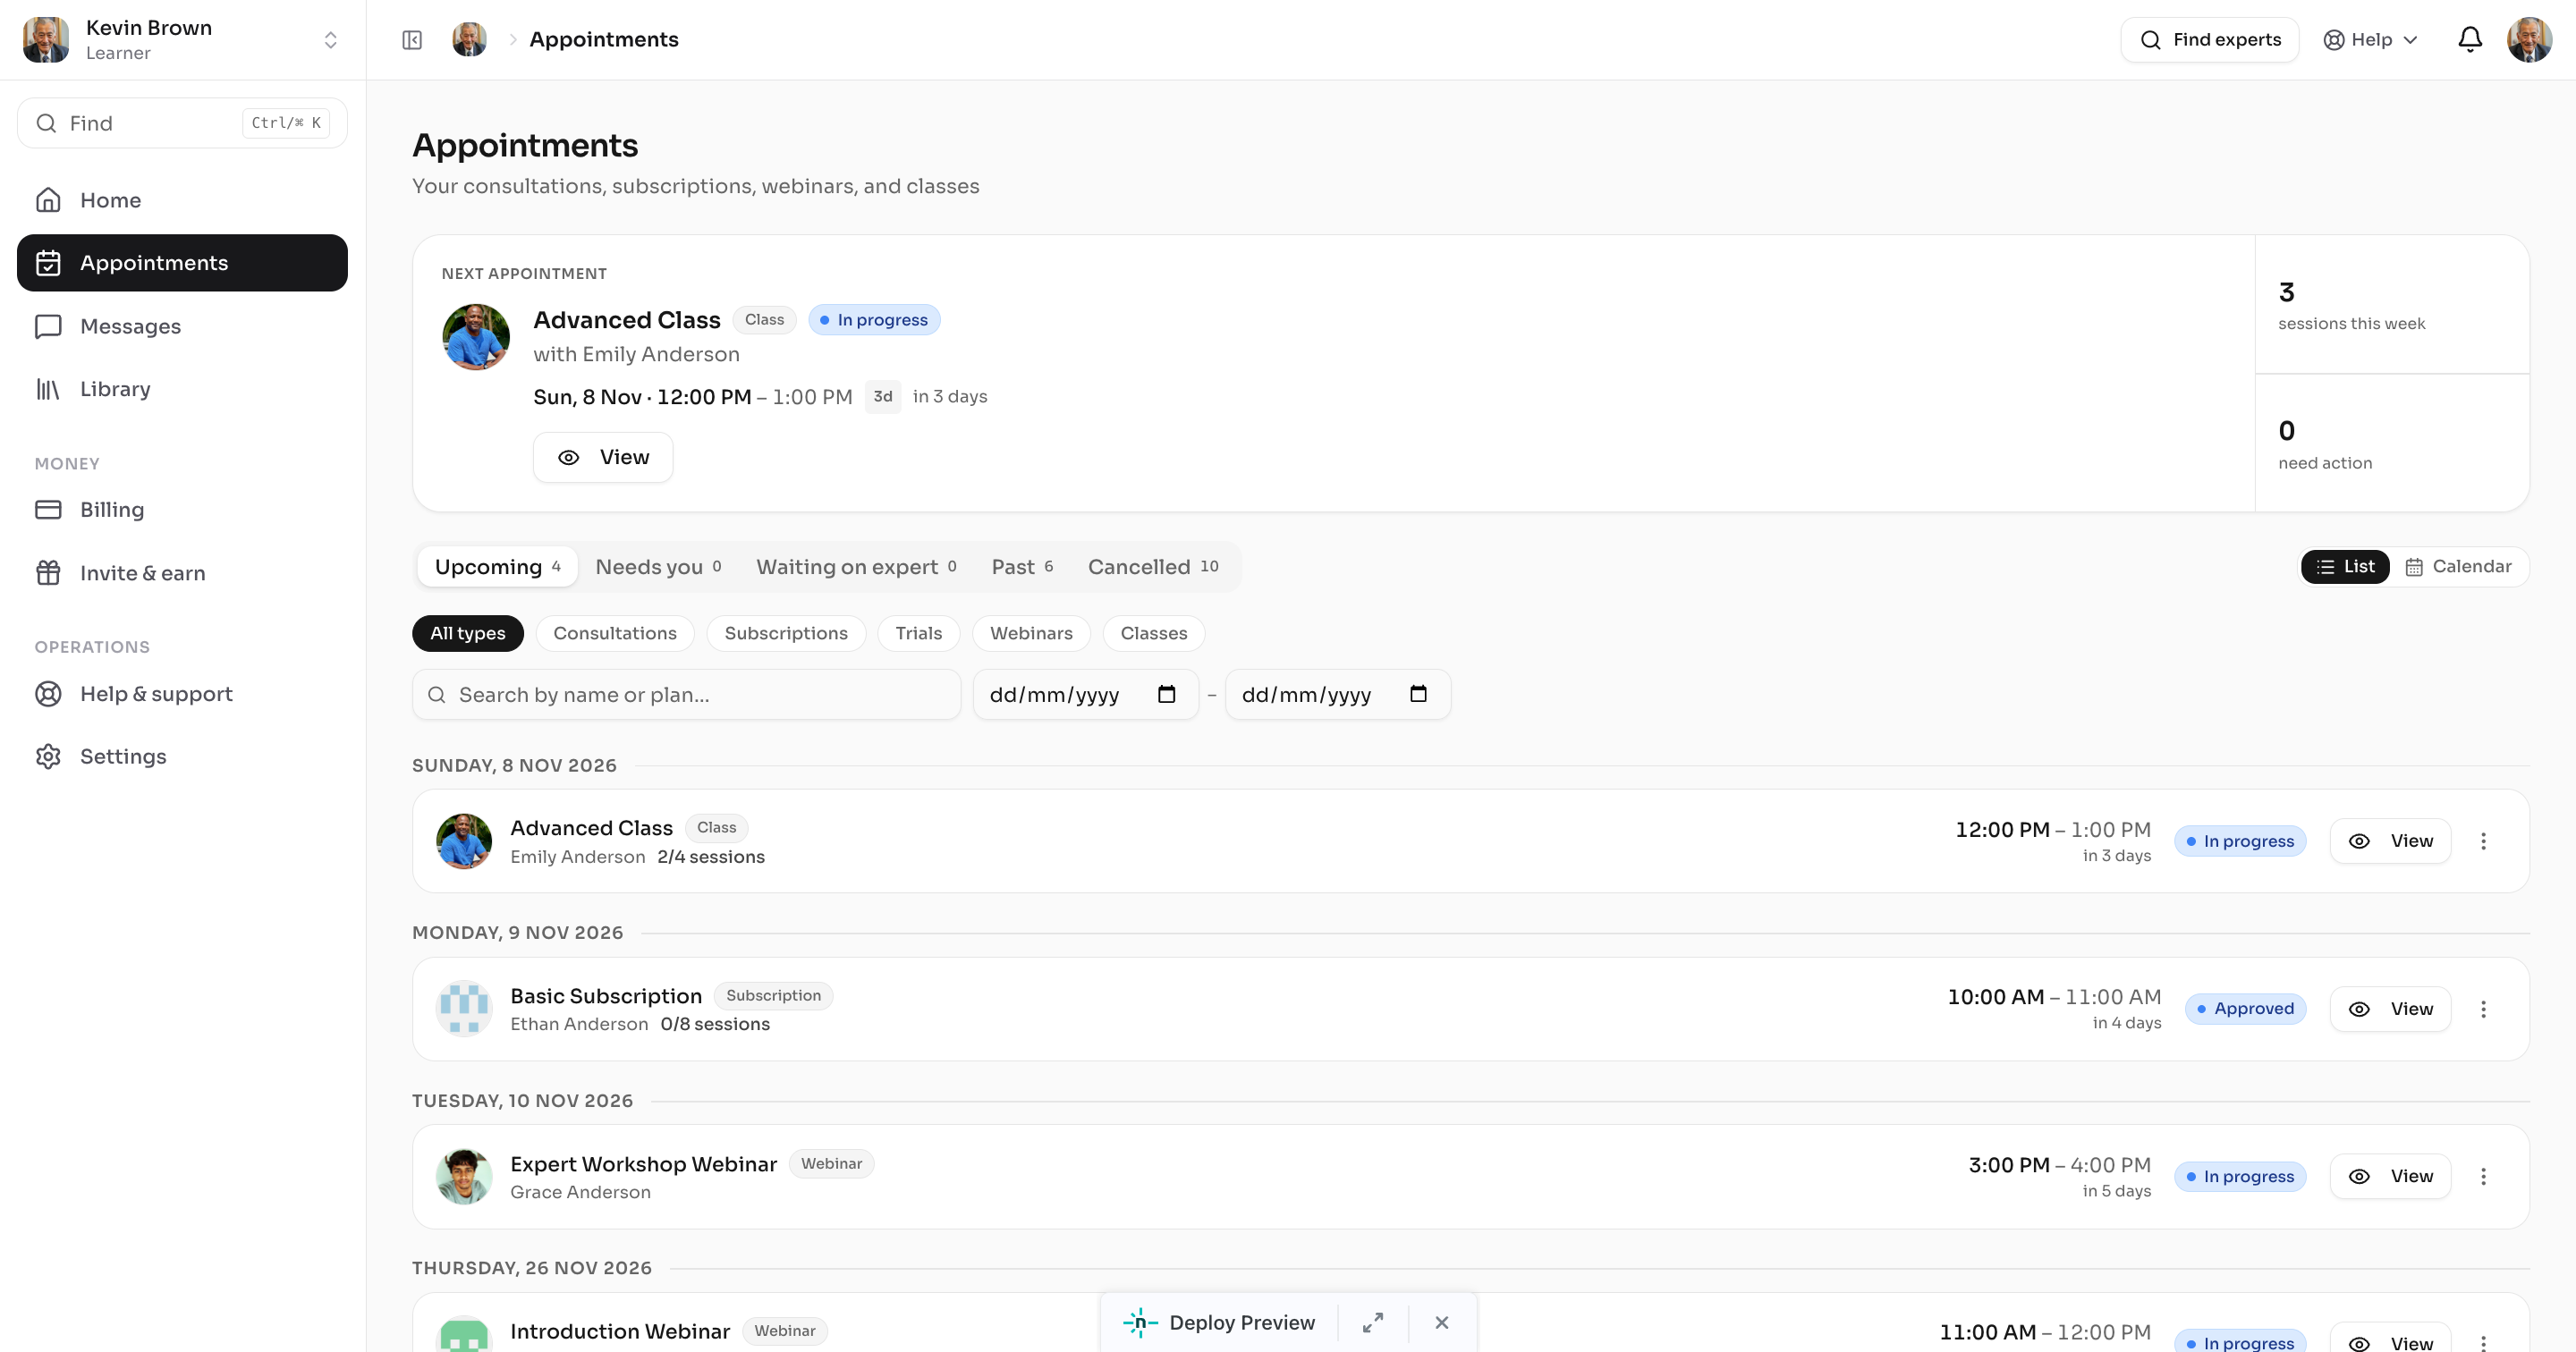 Kevin Brown
Learner
Find
Ctrl/⌘ K
Home
Appointments
Messages
Library
MONEY
Billing
Invite & earn
OPERATIONS
Help & support
Settings
Appointments
Find experts
Help
Appointments
Your consultations, subscriptions, webinars, and classes
NEXT APPOINTMENT
Advanced Class Class In progress
with Emily Anderson
Sun, 8 Nov · 12:00 PM – 1:00 PM 3d in 3 days
View
3
sessions this week
0
need action
Upcoming 4 Needs you 0 Waiting on expert 0 Past 6 Cancelled 10
List Calendar
All types Consultations Subscriptions Trials Webinars Classes
Search by name or plan... dd/mm/yyyy – dd/mm/yyyy
SUNDAY, 8 NOV 2026
Advanced Class Class
Emily Anderson 2/4 sessions
12:00 PM – 1:00 PM
in 3 days
In progress
View
MONDAY, 9 NOV 2026
Basic Subscription Subscription
Ethan Anderson 0/8 sessions
10:00 AM – 11:00 AM
in 4 days
Approved
View
TUESDAY, 10 NOV 2026
Expert Workshop Webinar Webinar
Grace Anderson
3:00 PM – 4:00 PM
in 5 days
In progress
View
THURSDAY, 26 NOV 2026
Introduction Webinar Webinar
11:00 AM – 12:00 PM
In progress
View
Deploy Preview